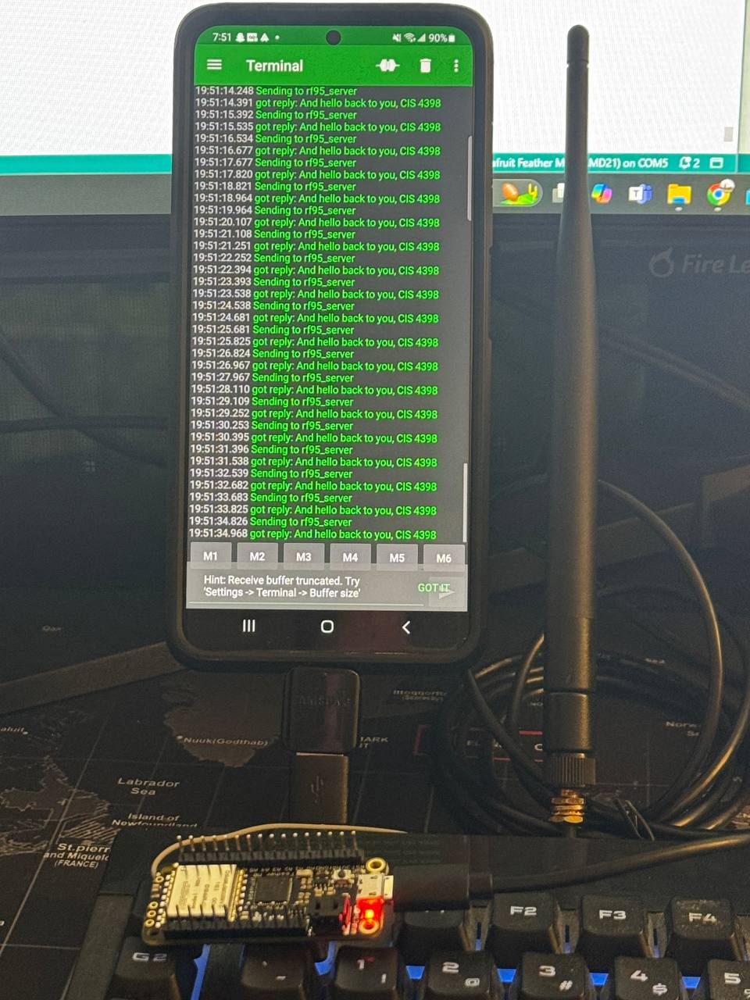 7:51
90%
Terminal
19:51:14.248 Sending to rf95_server
19:51:14.391 got reply: And hello back to you, CIS 4398
19:51:15.392 Sending to rf95_server
19:51:15.535 got reply: And hello back to you, CIS 4398
19:51:16.534 Sending to rf95_server
19:51:16.677 got reply: And hello back to you, CIS 4398
19:51:17.677 Sending to rf95_server
19:51:17.820 got reply: And hello back to you, CIS 4398
19:51:18.821 Sending to rf95_server
19:51:18.964 got reply: And hello back to you, CIS 4398
19:51:19.964 Sending to rf95_server
19:51:20.107 got reply: And hello back to you, CIS 4398
19:51:21.108 Sending to rf95_server
19:51:21.251 got reply: And hello back to you, CIS 4398
19:51:22.252 Sending to rf95_server
19:51:22.394 got reply: And hello back to you, CIS 4398
19:51:23.393 Sending to rf95_server
19:51:23.538 got reply: And hello back to you, CIS 4398
19:51:24.538 Sending to rf95_server
19:51:24.681 got reply: And hello back to you, CIS 4398
19:51:25.681 Sending to rf95_server
19:51:25.825 got reply: And hello back to you, CIS 4398
19:51:26.824 Sending to rf95_server
19:51:26.967 got reply: And hello back to you, CIS 4398
19:51:27.967 Sending to rf95_server
19:51:28.110 got reply: And hello back to you, CIS 4398
19:51:29.109 Sending to rf95_server
19:51:29.252 got reply: And hello back to you, CIS 4398
19:51:30.253 Sending to rf95_server
19:51:30.395 got reply: And hello back to you, CIS 4398
19:51:31.396 Sending to rf95_server
19:51:31.538 got reply: And hello back to you, CIS 4398
19:51:32.539 Sending to rf95_server
19:51:32.682 got reply: And hello back to you, CIS 4398
19:51:33.683 Sending to rf95_server
19:51:33.825 got reply: And hello back to you, CIS 4398
19:51:34.826 Sending to rf95_server
19:51:34.968 got reply: And hello back to you, CIS 4398
M1 M2 M3 M4 M5 M6
Hint: Receive buffer truncated. Try
'Settings -> Terminal -> Buffer size'
GOT IT
afruit Feather M MD21) on COM5 2
Fire Le
SAMSUNG
Nuuk(Godthab)
ARK
Labrador
Sea
Island of
Newfoundland
St.pierr
and Miquelo
(FRANCE)
F2 F3 F4
G2
1 !
2 @
3 #
4 $
5